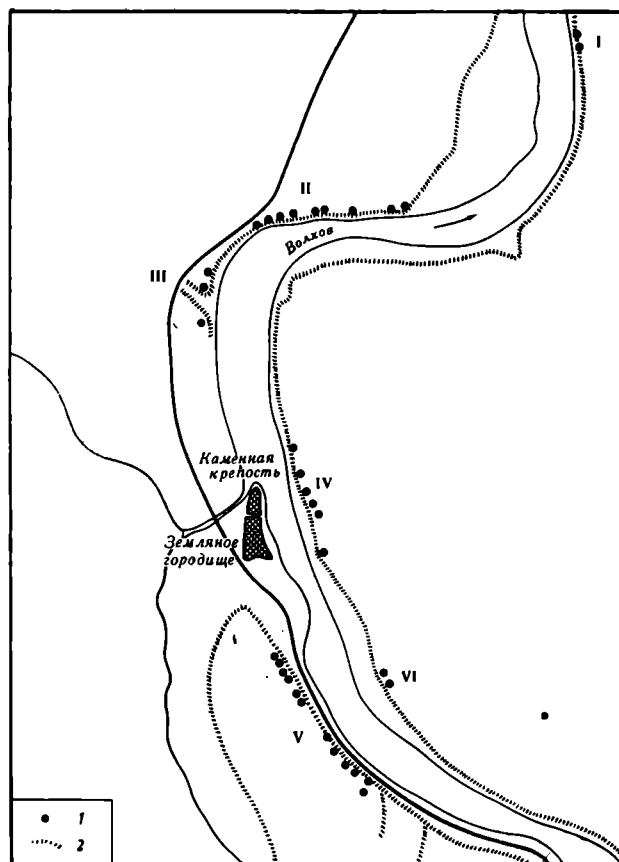 I
II
Волхов
III
Каменная
крепость
IV
Земляное
городище
VI
V
1
2